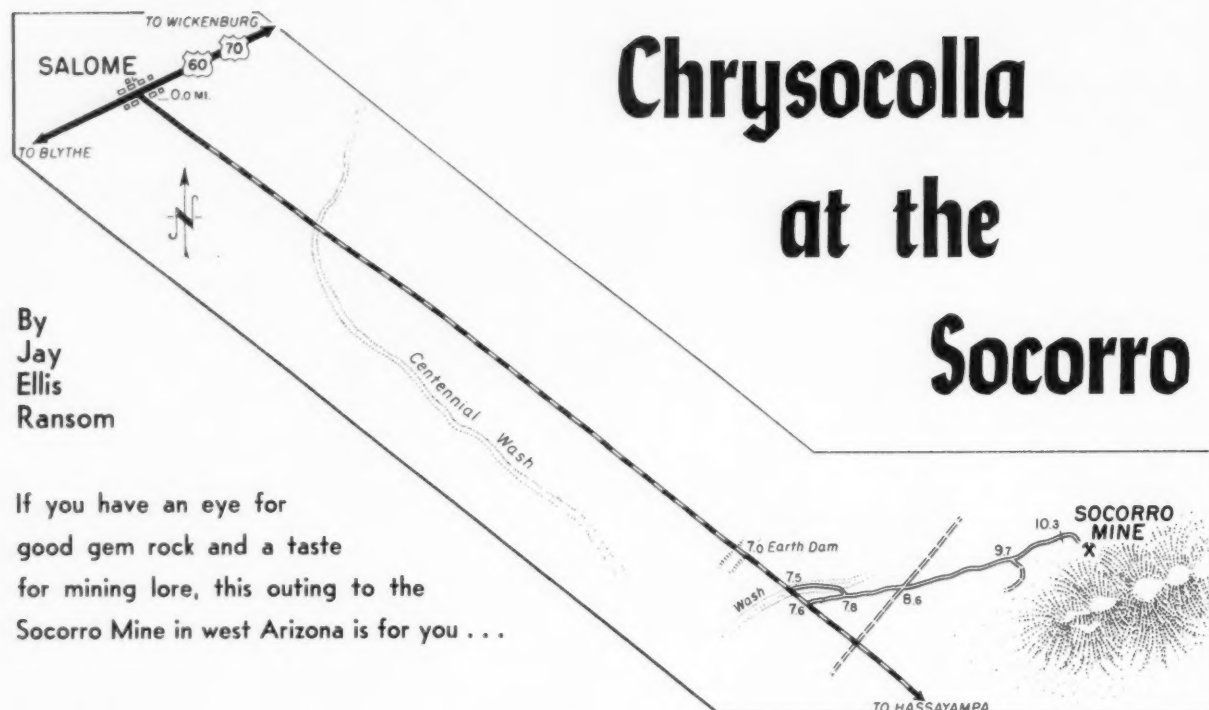 Chrysocolla
at the
Socorro
By
Jay
Ellis
Ransom
If you have an eye for
good gem rock and a taste
for mining lore, this outing to the
Socorro Mine in west Arizona is for you . . .
TO WICKENBURG
60
70
SALOME
0.0 MI.
TO BLYTHE
N
Centennial
Wash
7.0 Earth Dam
Wash
7.5
7.6
7.8
8.6
9.7
10.3
SOCORRO
MINE
TO HASSAYAMPA